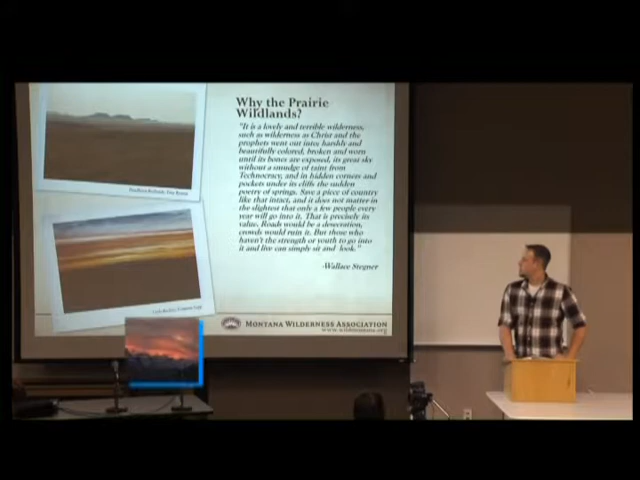 Why the Prairie
Wildlands?
"It is a lovely and terrible wilderness,
such as wilderness as Christ and the
prophets went out into; harshly and
beautifully colored, broken and worn
until its bones are exposed, its great sky
without a smudge of taint from
Technocracy, and in hidden corners and
pockets under its cliffs the sudden
poetry of springs. Save a piece of country
like that intact, and it does not matter in
the slightest that only a few people every
year will go into it. That is precisely its
value. Roads would be a desecration,
crowds would ruin it. But those who
haven't the strength or youth to go into
it and live can simply sit and look."
-Wallace Stegner
MONTANA WILDERNESS ASSOCIATION
www.wildmontana.org